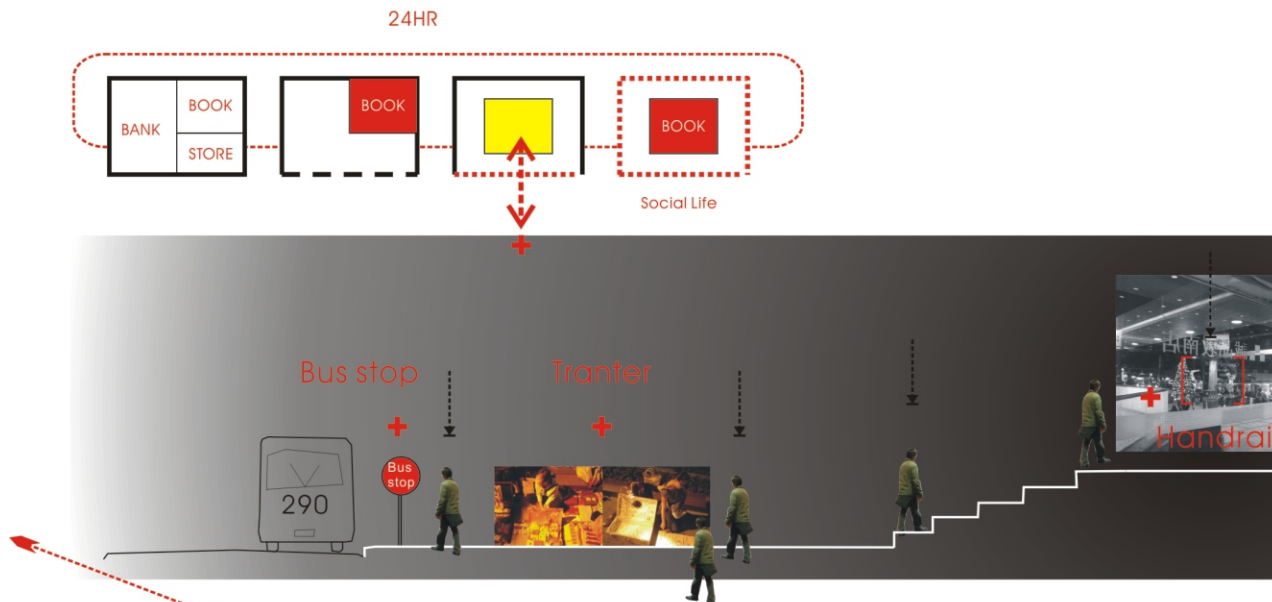 24HR
BANK
BOOK
STORE
BOOK
BOOK
Social Life
Bus stop
Tranter
Bus
stop
290
Handrai